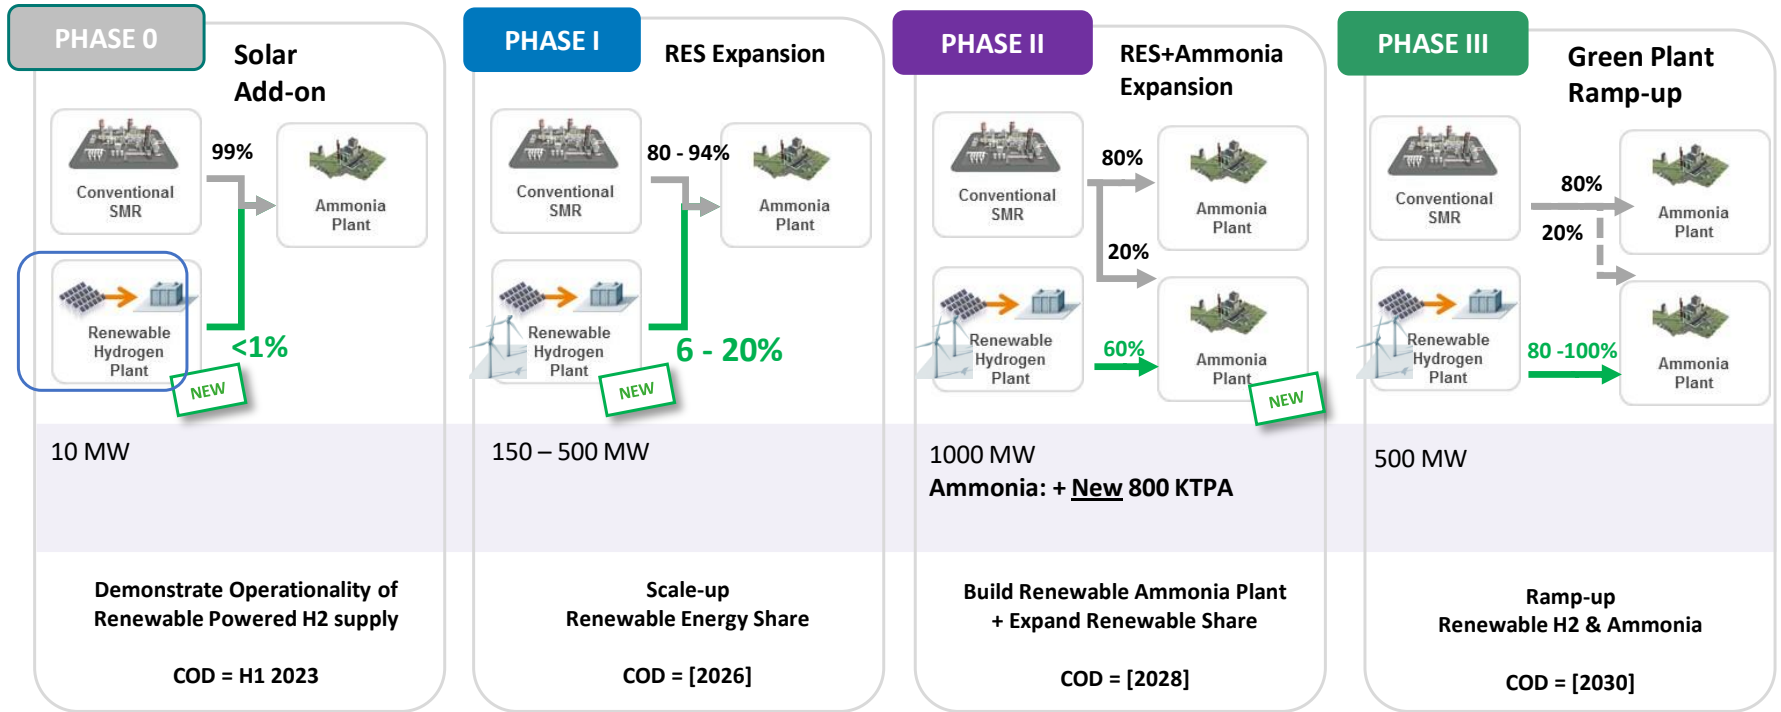 PHASE 0
Solar
Add-on
99%
Conventional
SMR
Ammonia
Plant
Renewable
Hydrogen
Plant
<1%
NEW
10 MW
Demonstrate Operationality of
Renewable Powered H2 supply
COD = H1 2023
PHASE I
RES Expansion
80 - 94%
Conventional
SMR
Ammonia
Plant
Renewable
Hydrogen
Plant
6 - 20%
NEW
150 – 500 MW
Scale-up
Renewable Energy Share
COD = [2026]
PHASE II
RES+Ammonia
Expansion
80%
Conventional
SMR
Ammonia
Plant
20%
Renewable
Hydrogen
Plant
60%
Ammonia
Plant
NEW
1000 MW
Ammonia: + New 800 KTPA
Build Renewable Ammonia Plant
+ Expand Renewable Share
COD = [2028]
PHASE III
Green Plant
Ramp-up
80%
Conventional
SMR
Ammonia
Plant
20%
Renewable
Hydrogen
Plant
80 -100%
Ammonia
Plant
500 MW
Ramp-up
Renewable H2 & Ammonia
COD = [2030]